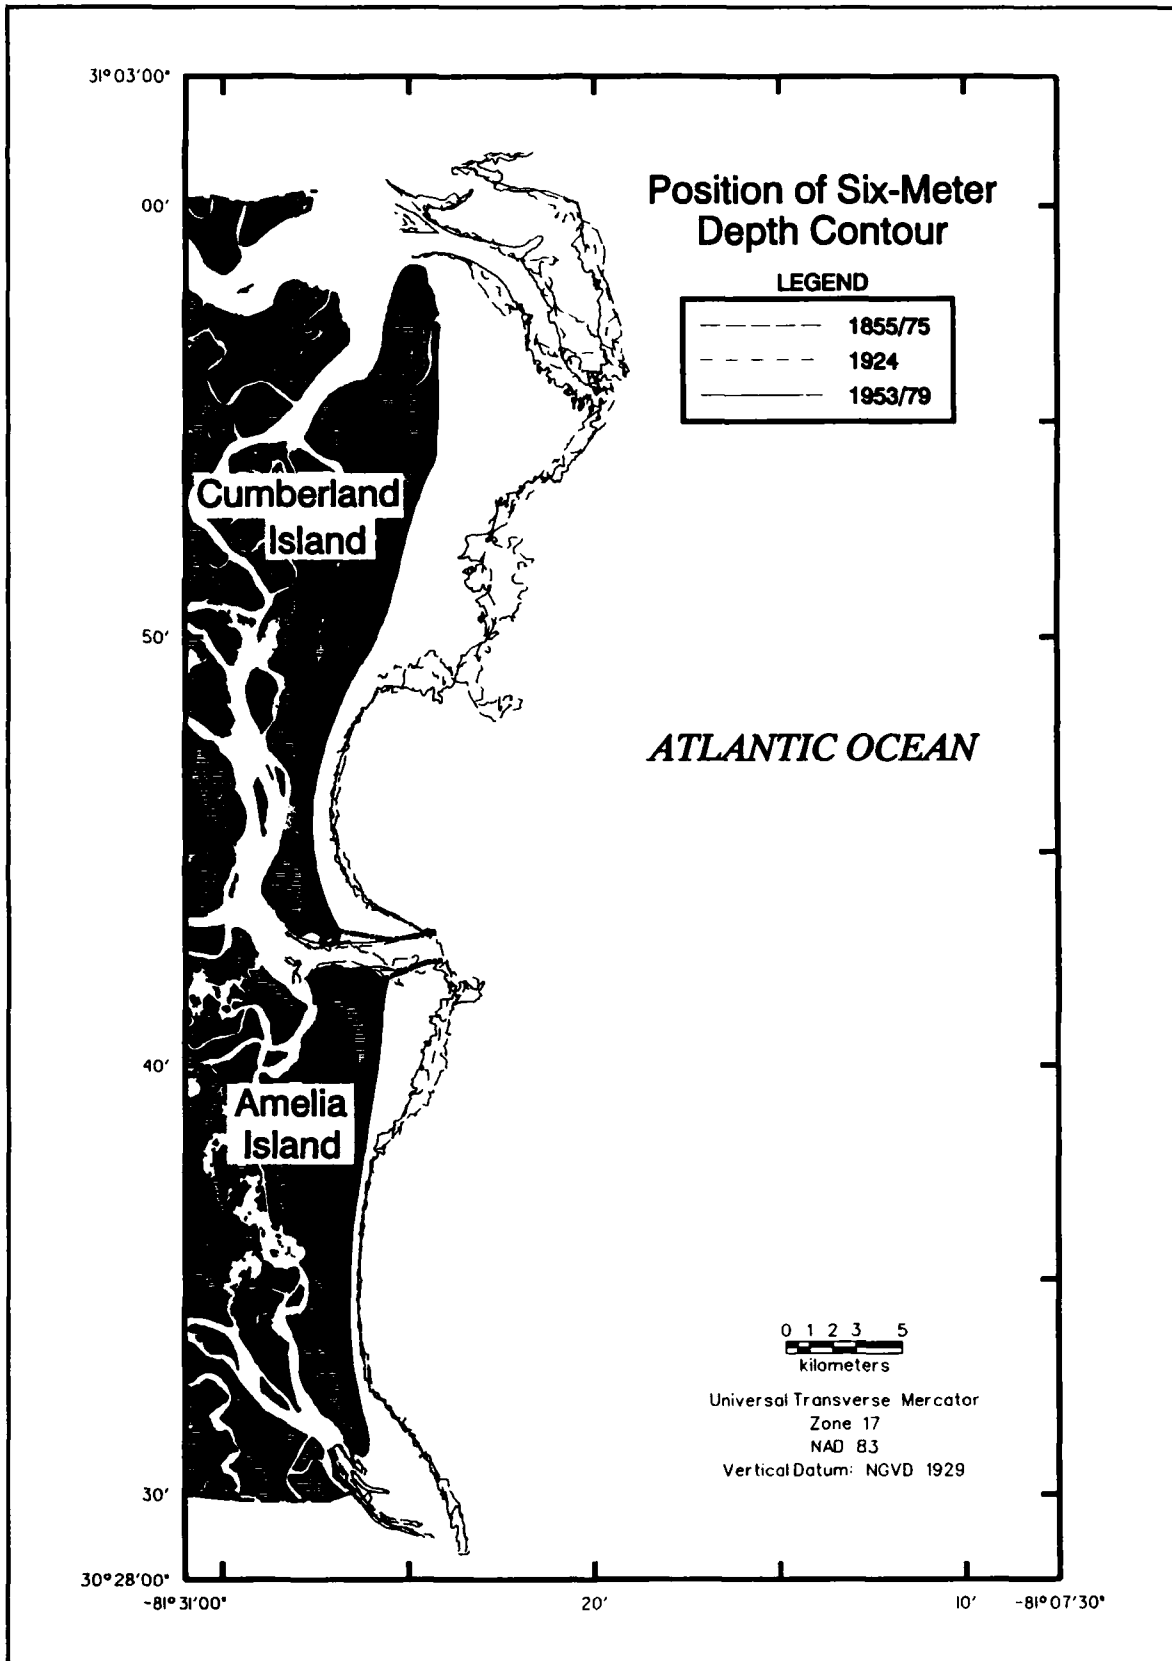 31°03'00"
00'
Position of Six-Meter
Depth Contour
LEGEND
1855/75
1924
1953/79
Cumberland
Island
50'
ATLANTIC OCEAN
40'
Amelia
Island
0 1 2 3 5
kilometers
Universal Transverse Mercator
Zone 17
NAD 83
Vertical Datum: NGVD 1929
30'
30°28'00"
-81°31'00"
20'
10'
-81°07'30"